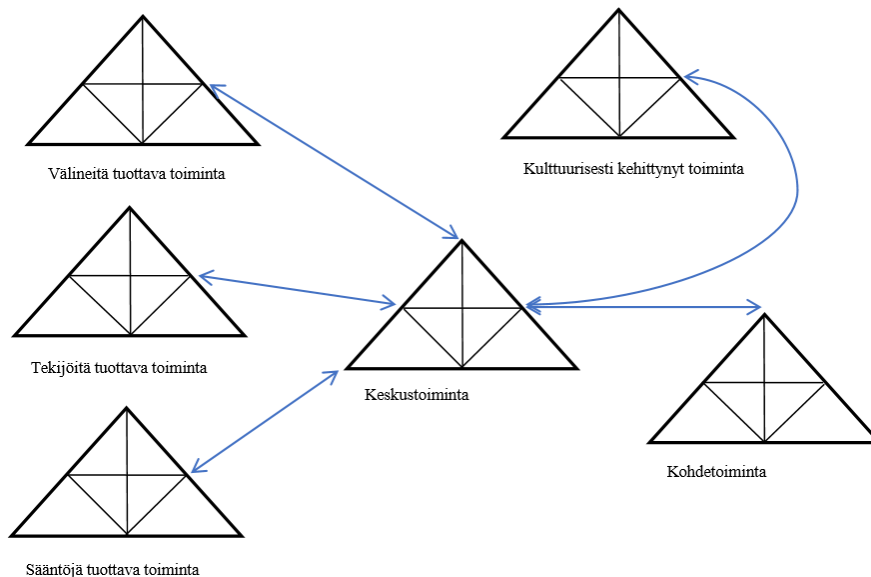 Välineitä tuottava toiminta
Kulttuurisesti kehittynyt toiminta
Tekijöitä tuottava toiminta
Keskustoiminta
Kohdetoiminta
Sääntöjä tuottava toiminta